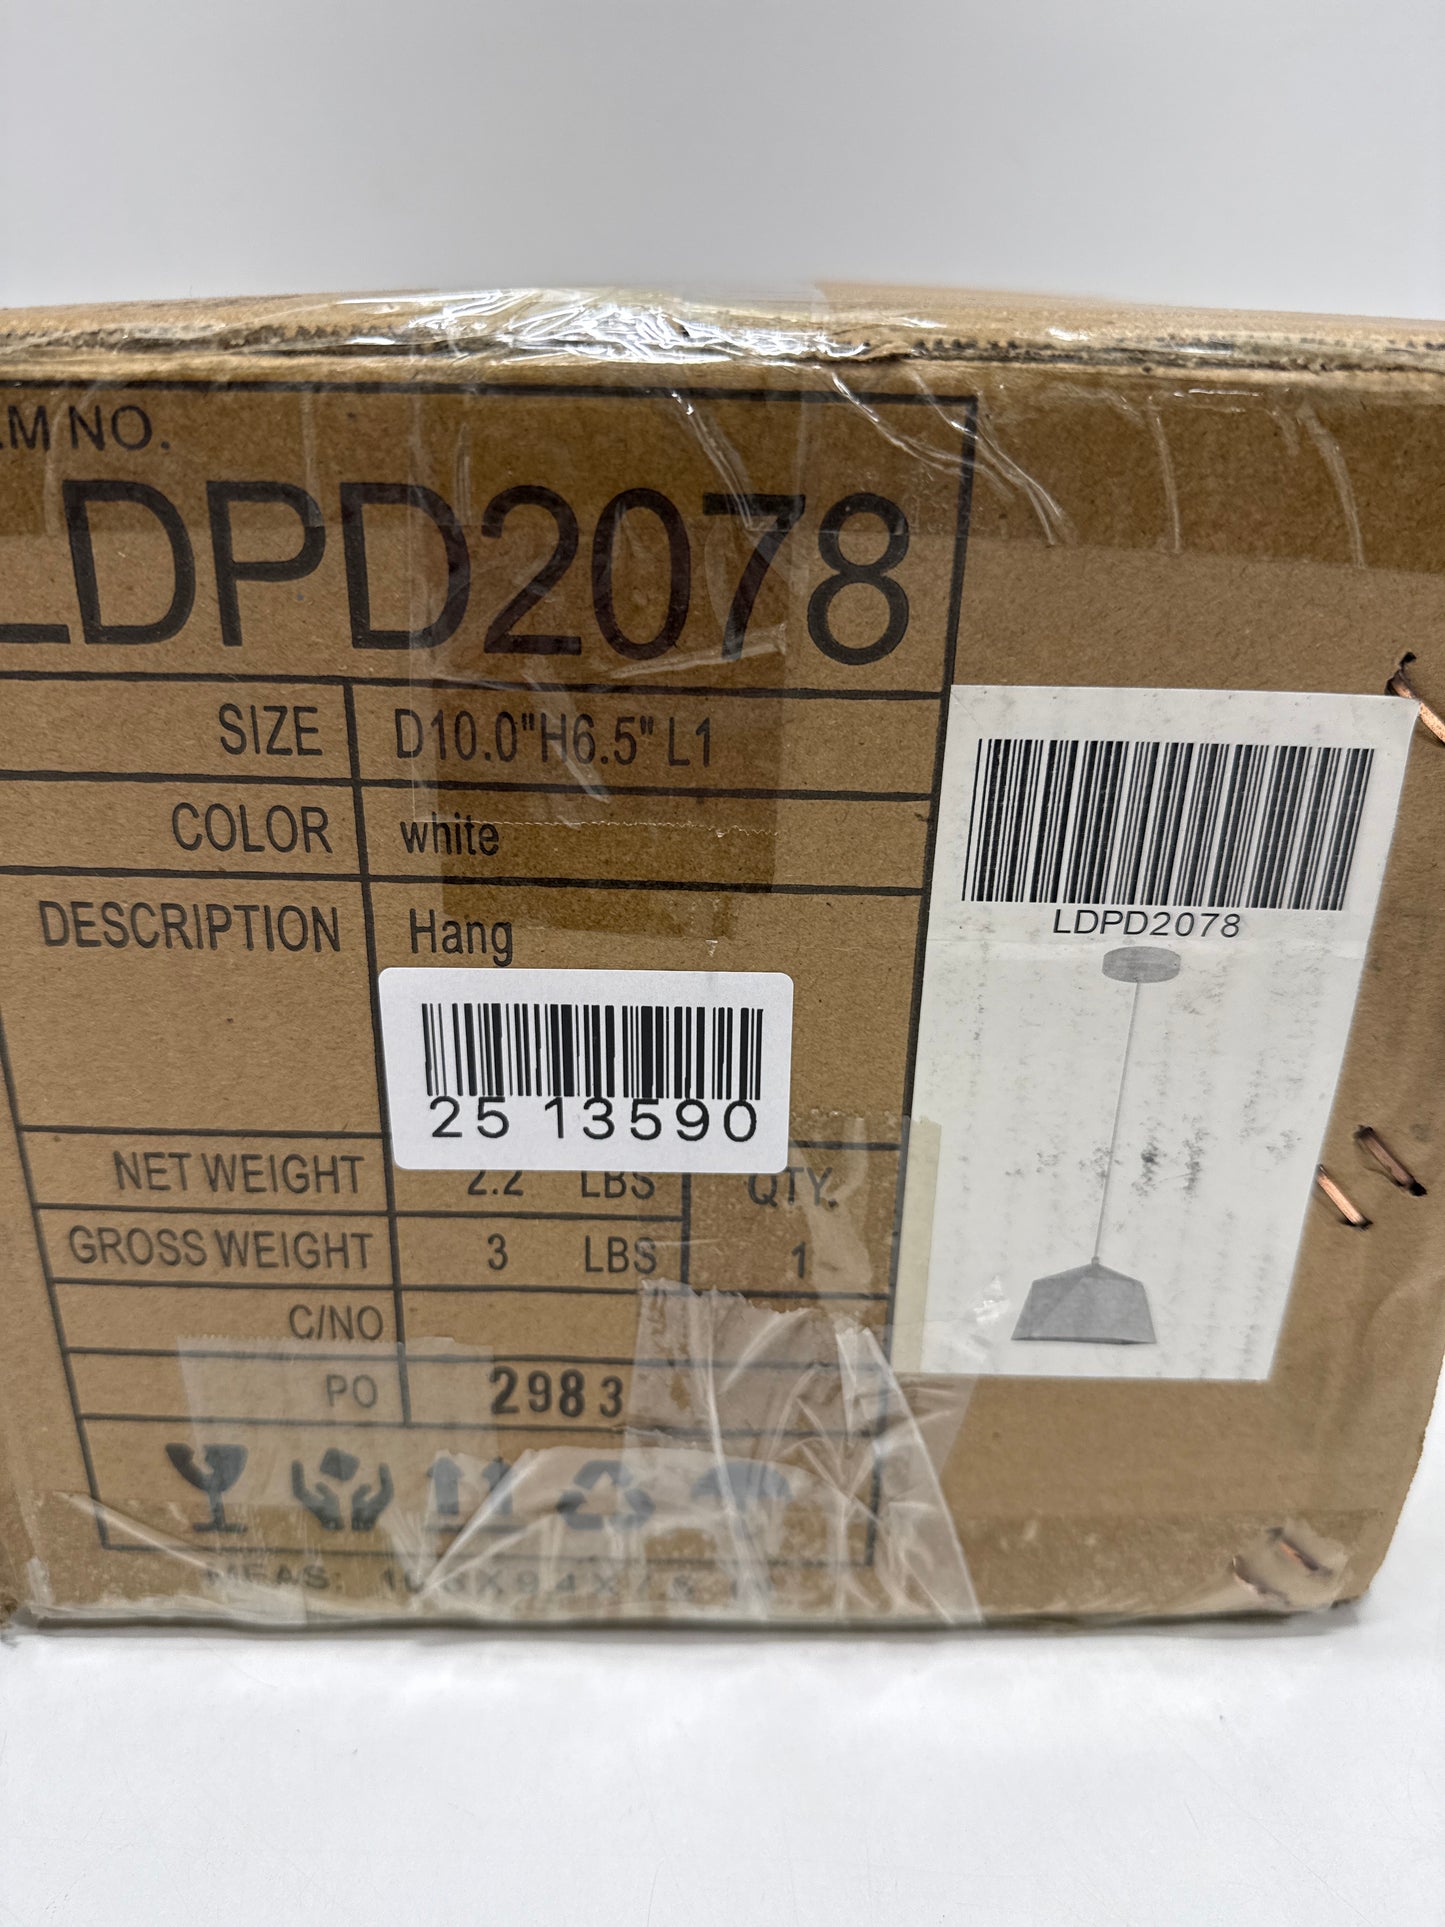 .M NO.
LDPD2078
SIZE D10.0"H6.5" L1
COLOR white
DESCRIPTION Hang
LDPD2078
25 13590
NET WEIGHT 2.2 LBS QTY.
GROSS WEIGHT 3 LBS 1
C/NO
PO 2983
MEAS: